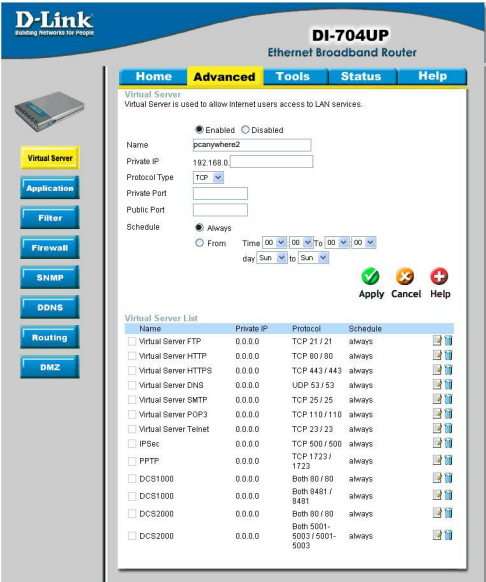 D-Link
Building Networks for People
DI-704UP
Ethernet Broadband Router
Home Advanced Tools Status Help
Virtual Server
Application
Filter
Firewall
SNMP
DDNS
Routing
DMZ
Virtual Server
Virtual Server is used to allow Internet users access to LAN services.
Enabled Disabled
Name pcanywhere2
Private IP 192.168.0.
Protocol Type TCP
Private Port
Public Port
Schedule Always
From Time 00 : 00 To 00 : 00
day Sun to Sun
Apply Cancel Help
Virtual Server List
Name Private IP Protocol Schedule
Virtual Server FTP 0.0.0.0 TCP 21 / 21 always
Virtual Server HTTP 0.0.0.0 TCP 80 / 80 always
Virtual Server HTTPS 0.0.0.0 TCP 443 / 443 always
Virtual Server DNS 0.0.0.0 UDP 53 / 53 always
Virtual Server SMTP 0.0.0.0 TCP 25 / 25 always
Virtual Server POP3 0.0.0.0 TCP 110 / 110 always
Virtual Server Telnet 0.0.0.0 TCP 23 / 23 always
IPSec 0.0.0.0 TCP 500 / 500 always
PPTP 0.0.0.0 TCP 1723 / 1723 always
DCS1000 0.0.0.0 Both 80 / 80 always
DCS1000 0.0.0.0 Both 8481 / 8481 always
DCS2000 0.0.0.0 Both 80 / 80 always
DCS2000 0.0.0.0 Both 5001-5003 / 5001-5003 always